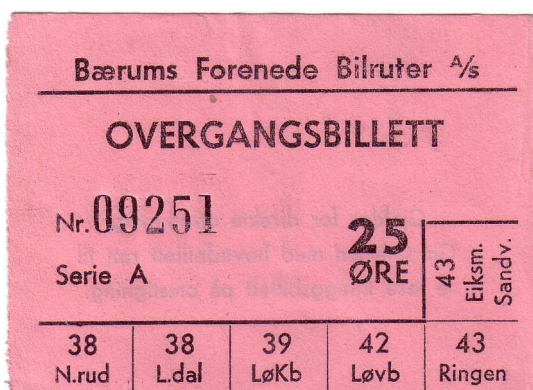 Bærums Forenede Bilruter A/s
OVERGANGSBILLETT
Nr. 09251
25
Serie A
ØRE
43
Eiksm.
Sandv.
38 38 39 42 43
N.rud L.dal LøKb Løvb Ringen